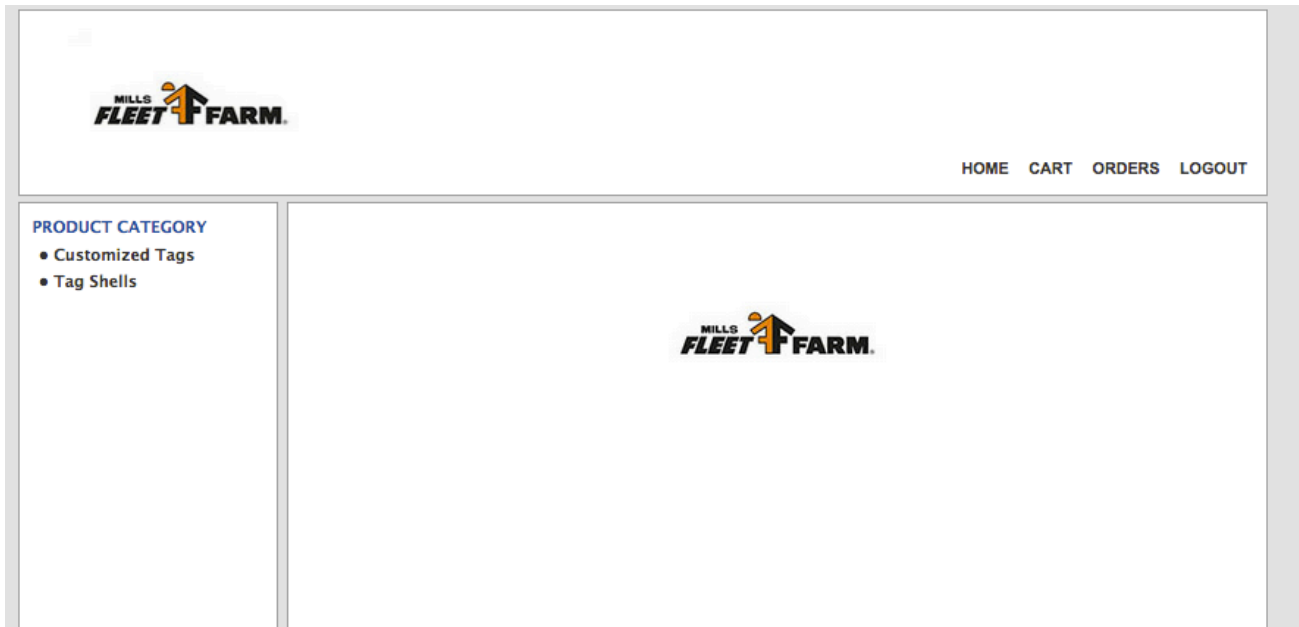 MILLS
FLEET FARM.
HOME CART ORDERS LOGOUT
PRODUCT CATEGORY
• Customized Tags
• Tag Shells
MILLS
FLEET FARM.